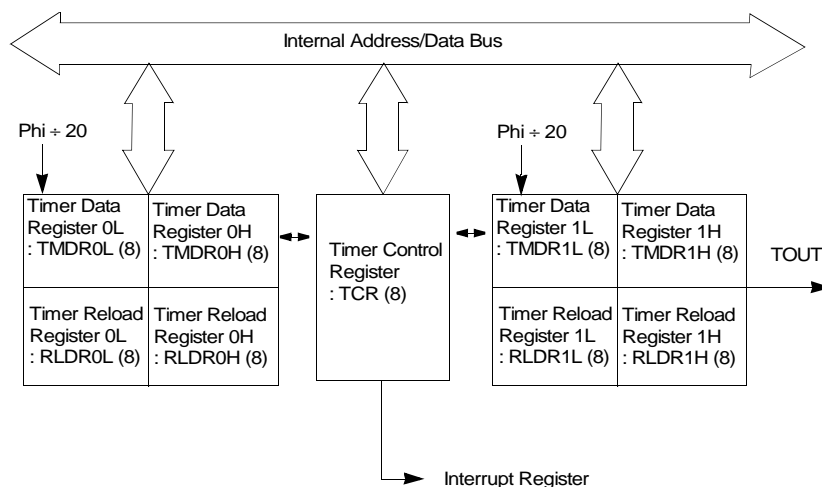 Internal Address/Data Bus
Phi ÷ 20
Phi ÷ 20
Timer Data
Register 0L
: TMDR0L (8)
Timer Data
Register 0H
: TMDR0H (8)
Timer Reload
Register 0L
: RLDR0L (8)
Timer Reload
Register 0H
: RLDR0H (8)
Timer Control
Register
: TCR (8)
Timer Data
Register 1L
: TMDR1L (8)
Timer Data
Register 1H
: TMDR1H (8)
Timer Reload
Register 1L
: RLDR1L (8)
Timer Reload
Register 1H
: RLDR1H (8)
TOUT
Interrupt Register